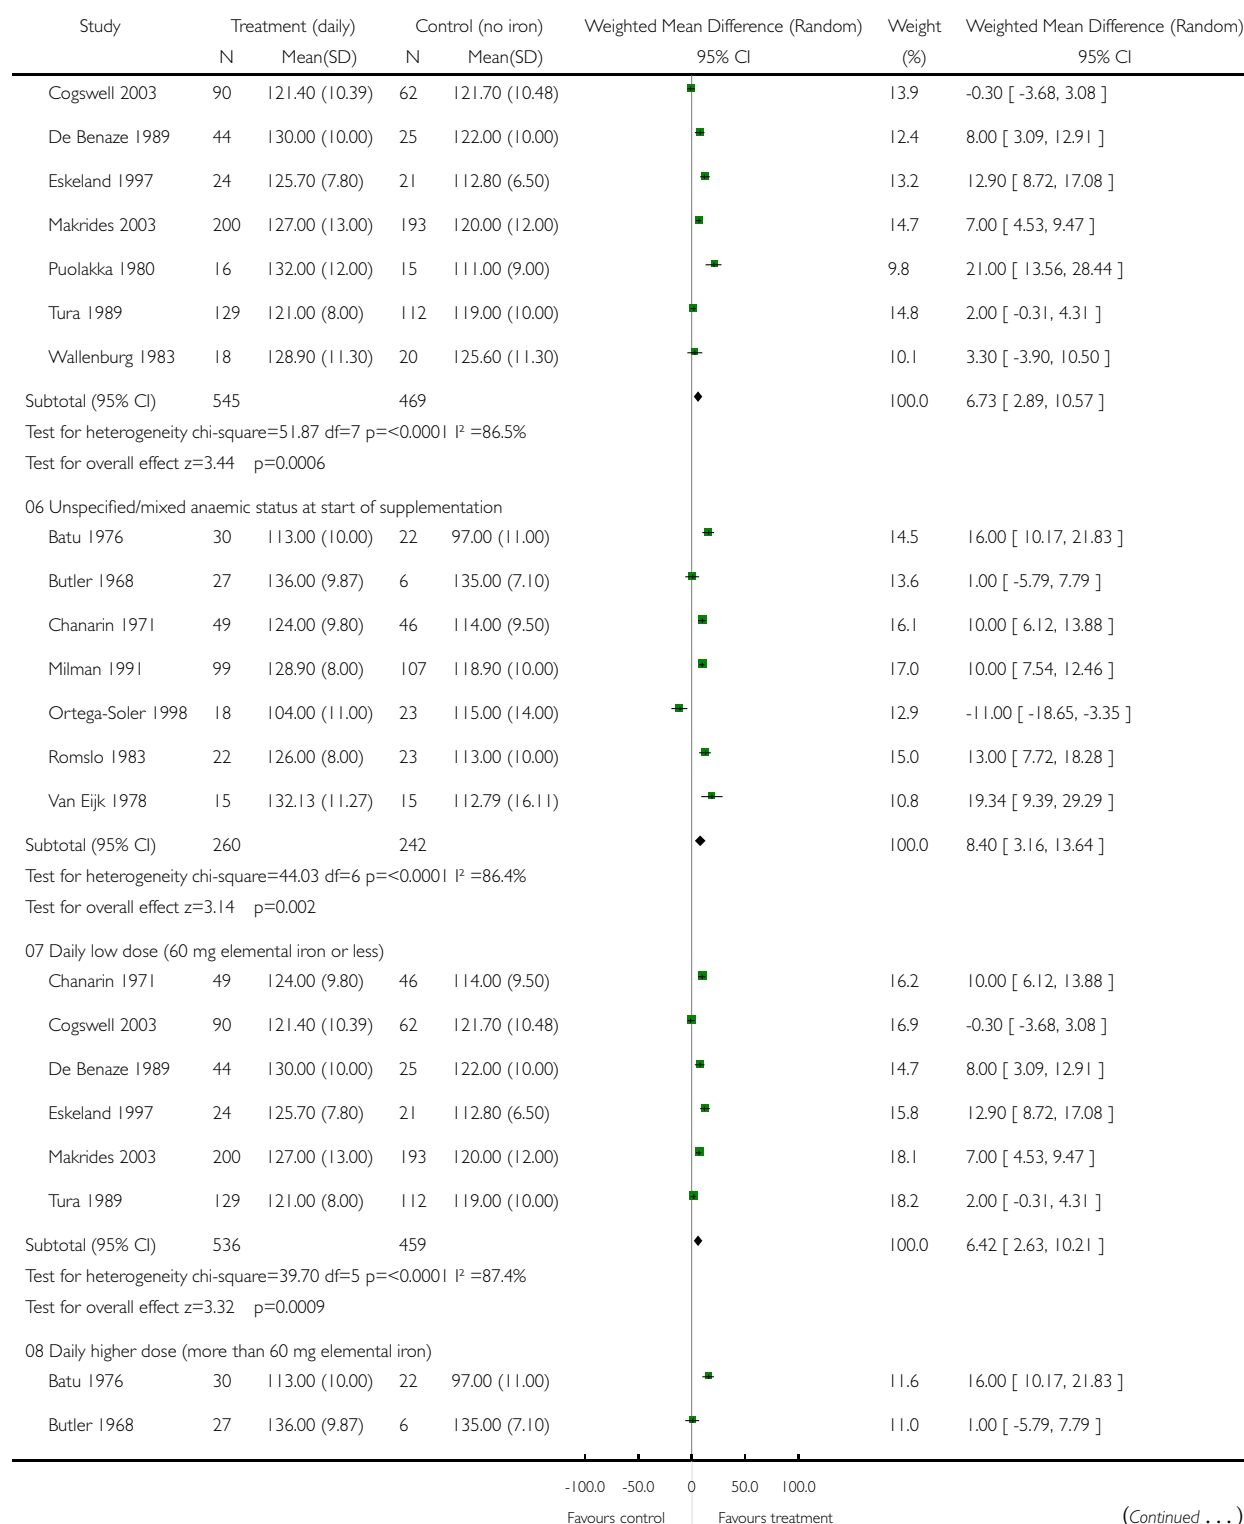 Study Treatment (daily) Control (no iron) Weighted Mean Difference (Random) Weight Weighted Mean Difference (Random)
N Mean(SD) N Mean(SD) 95% CI (%) 95% CI
Cogswell 2003 90 121.40 (10.39) 62 121.70 (10.48) 13.9 -0.30 [ -3.68, 3.08 ]
De Benaze 1989 44 130.00 (10.00) 25 122.00 (10.00) 12.4 8.00 [ 3.09, 12.91 ]
Eskeland 1997 24 125.70 (7.80) 21 112.80 (6.50) 13.2 12.90 [ 8.72, 17.08 ]
Makrides 2003 200 127.00 (13.00) 193 120.00 (12.00) 14.7 7.00 [ 4.53, 9.47 ]
Puolakka 1980 16 132.00 (12.00) 15 111.00 (9.00) 9.8 21.00 [ 13.56, 28.44 ]
Tura 1989 129 121.00 (8.00) 112 119.00 (10.00) 14.8 2.00 [ -0.31, 4.31 ]
Wallenburg 1983 18 128.90 (11.30) 20 125.60 (11.30) 10.1 3.30 [ -3.90, 10.50 ]
Subtotal (95% CI) 545 469 100.0 6.73 [ 2.89, 10.57 ]
Test for heterogeneity chi-square=51.87 df=7 p=<0.0001 I² =86.5%
Test for overall effect z=3.44 p=0.0006
06 Unspecified/mixed anaemic status at start of supplementation
Batu 1976 30 113.00 (10.00) 22 97.00 (11.00) 14.5 16.00 [ 10.17, 21.83 ]
Butler 1968 27 136.00 (9.87) 6 135.00 (7.10) 13.6 1.00 [ -5.79, 7.79 ]
Chanarin 1971 49 124.00 (9.80) 46 114.00 (9.50) 16.1 10.00 [ 6.12, 13.88 ]
Milman 1991 99 128.90 (8.00) 107 118.90 (10.00) 17.0 10.00 [ 7.54, 12.46 ]
Ortega-Soler 1998 18 104.00 (11.00) 23 115.00 (14.00) 12.9 -11.00 [ -18.65, -3.35 ]
Romslo 1983 22 126.00 (8.00) 23 113.00 (10.00) 15.0 13.00 [ 7.72, 18.28 ]
Van Eijk 1978 15 132.13 (11.27) 15 112.79 (16.11) 10.8 19.34 [ 9.39, 29.29 ]
Subtotal (95% CI) 260 242 100.0 8.40 [ 3.16, 13.64 ]
Test for heterogeneity chi-square=44.03 df=6 p=<0.0001 I² =86.4%
Test for overall effect z=3.14 p=0.002
07 Daily low dose (60 mg elemental iron or less)
Chanarin 1971 49 124.00 (9.80) 46 114.00 (9.50) 16.2 10.00 [ 6.12, 13.88 ]
Cogswell 2003 90 121.40 (10.39) 62 121.70 (10.48) 16.9 -0.30 [ -3.68, 3.08 ]
De Benaze 1989 44 130.00 (10.00) 25 122.00 (10.00) 14.7 8.00 [ 3.09, 12.91 ]
Eskeland 1997 24 125.70 (7.80) 21 112.80 (6.50) 15.8 12.90 [ 8.72, 17.08 ]
Makrides 2003 200 127.00 (13.00) 193 120.00 (12.00) 18.1 7.00 [ 4.53, 9.47 ]
Tura 1989 129 121.00 (8.00) 112 119.00 (10.00) 18.2 2.00 [ -0.31, 4.31 ]
Subtotal (95% CI) 536 459 100.0 6.42 [ 2.63, 10.21 ]
Test for heterogeneity chi-square=39.70 df=5 p=<0.0001 I² =87.4%
Test for overall effect z=3.32 p=0.0009
08 Daily higher dose (more than 60 mg elemental iron)
Batu 1976 30 113.00 (10.00) 22 97.00 (11.00) 11.6 16.00 [ 10.17, 21.83 ]
Butler 1968 27 136.00 (9.87) 6 135.00 (7.10) 11.0 1.00 [ -5.79, 7.79 ]
-100.0 -50.0 0 50.0 100.0
Favours control Favours treatment (Continued . . . )